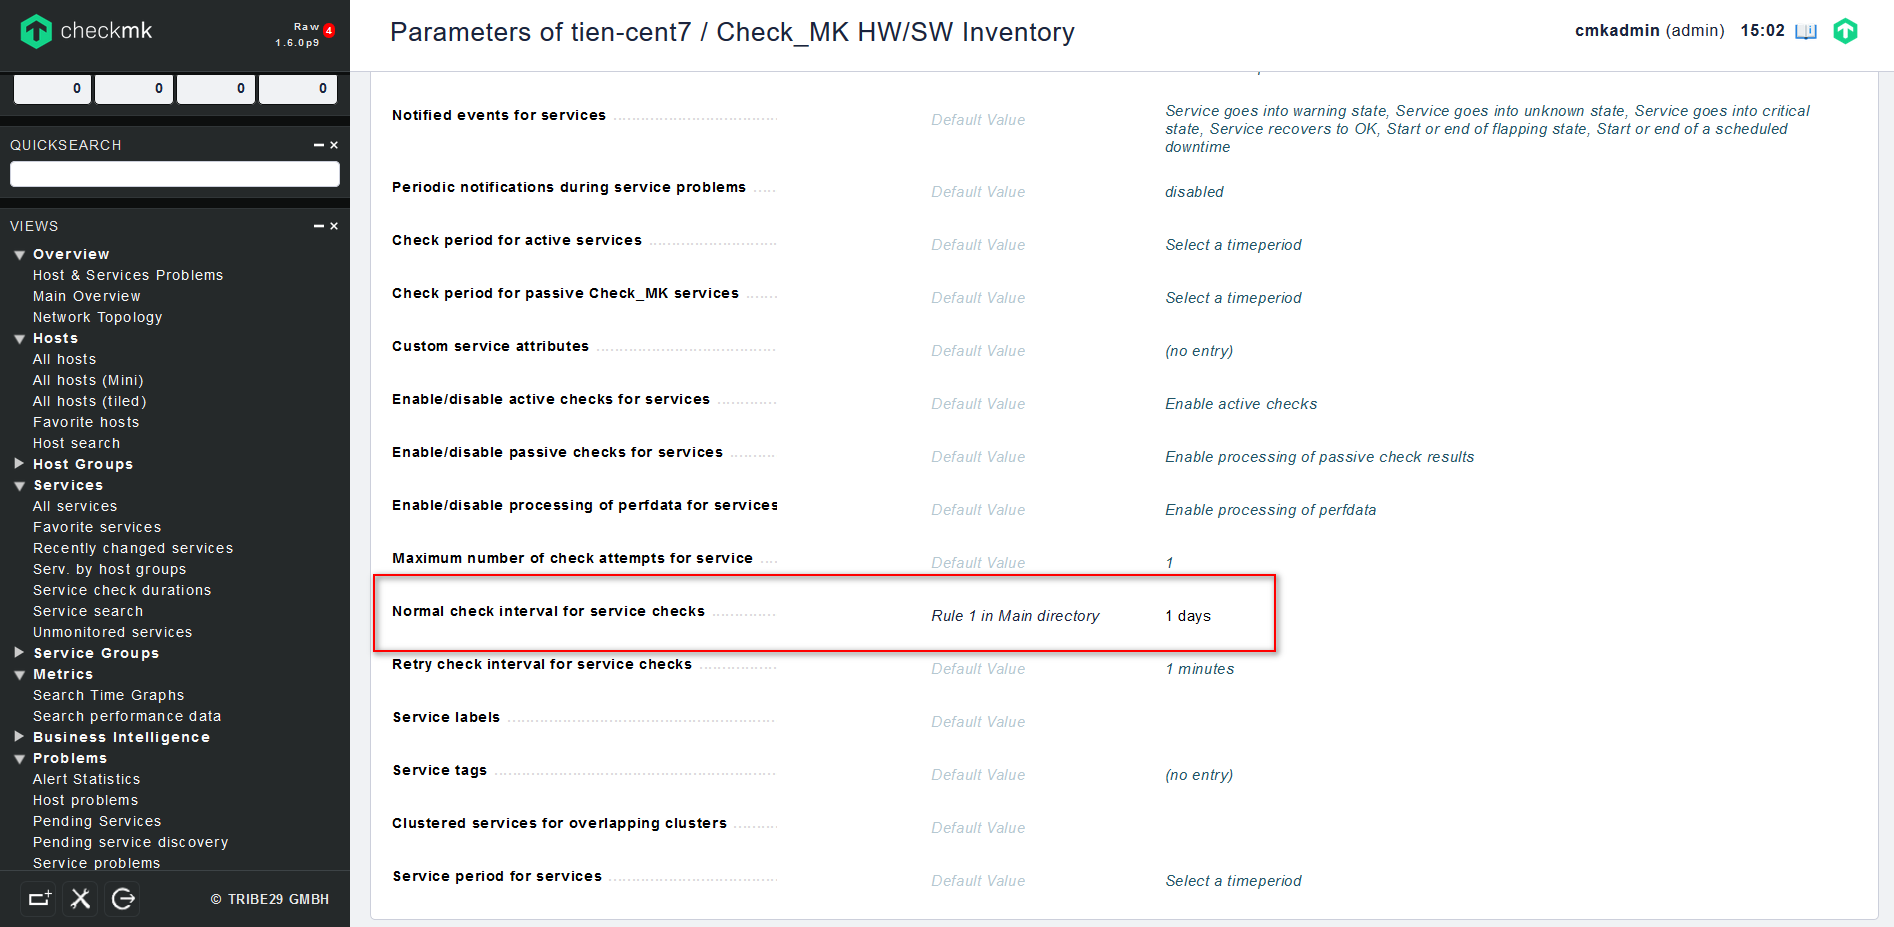 checkmk
Raw 4
1.6.0p9
Parameters of tien-cent7 / Check_MK HW/SW Inventory
cmkadmin (admin) 15:02
0 0 0 0
QUICKSEARCH
VIEWS
Overview
Host & Services Problems
Main Overview
Network Topology
Hosts
All hosts
All hosts (Mini)
All hosts (tiled)
Favorite hosts
Host search
Host Groups
Services
All services
Favorite services
Recently changed services
Serv. by host groups
Service check durations
Service search
Unmonitored services
Service Groups
Metrics
Search Time Graphs
Search performance data
Business Intelligence
Problems
Alert Statistics
Host problems
Pending Services
Pending service discovery
Service problems
© TRIBE29 GMBH
Notified events for services Default Value Service goes into warning state, Service goes into unknown state, Service goes into critical
state, Service recovers to OK, Start or end of flapping state, Start or end of a scheduled
downtime
Periodic notifications during service problems Default Value disabled
Check period for active services Default Value Select a timeperiod
Check period for passive Check_MK services Default Value Select a timeperiod
Custom service attributes Default Value (no entry)
Enable/disable active checks for services Default Value Enable active checks
Enable/disable passive checks for services Default Value Enable processing of passive check results
Enable/disable processing of perfdata for services Default Value Enable processing of perfdata
Maximum number of check attempts for service Default Value 1
Normal check interval for service checks Rule 1 in Main directory 1 days
Retry check interval for service checks Default Value 1 minutes
Service labels Default Value
Service tags Default Value (no entry)
Clustered services for overlapping clusters Default Value
Service period for services Default Value Select a timeperiod